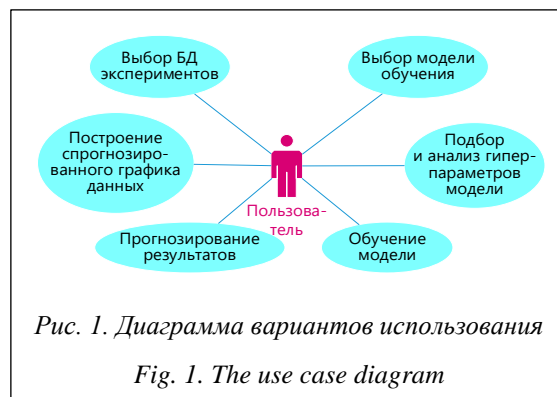 Выбор БД
экспериментов
Выбор модели
обучения
Построение
спрогнозиро-
ванного графика
данных
Подбор
и анализ гипер-
параметров
модели
Пользова-
тель
Прогнозирование
результатов
Обучение
модели
Рис. 1. Диаграмма вариантов использования
Fig. 1. The use case diagram